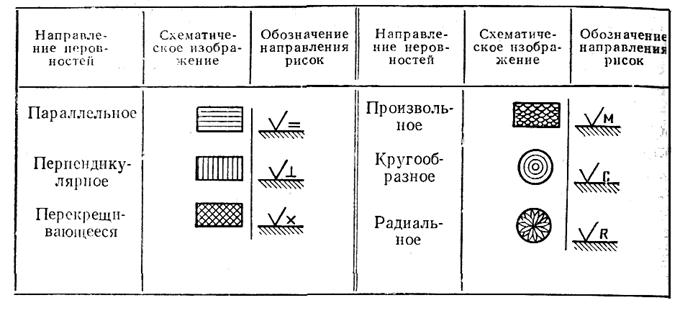 Направле-
ние неров-
ностей
Схематиче-
ское изобра-
жение
Обозначение
направления
рисок
Направле-
ние неров-
ностей
Схематиче-
ское изобра-
жение
Обозначение
направления
рисок
Параллельное
=
Произволь-
ное
M
Перпендику-
лярное
⊥
Кругооб-
разное
C
Перекрещи-
вающееся
×
Радиаль-
ное
R